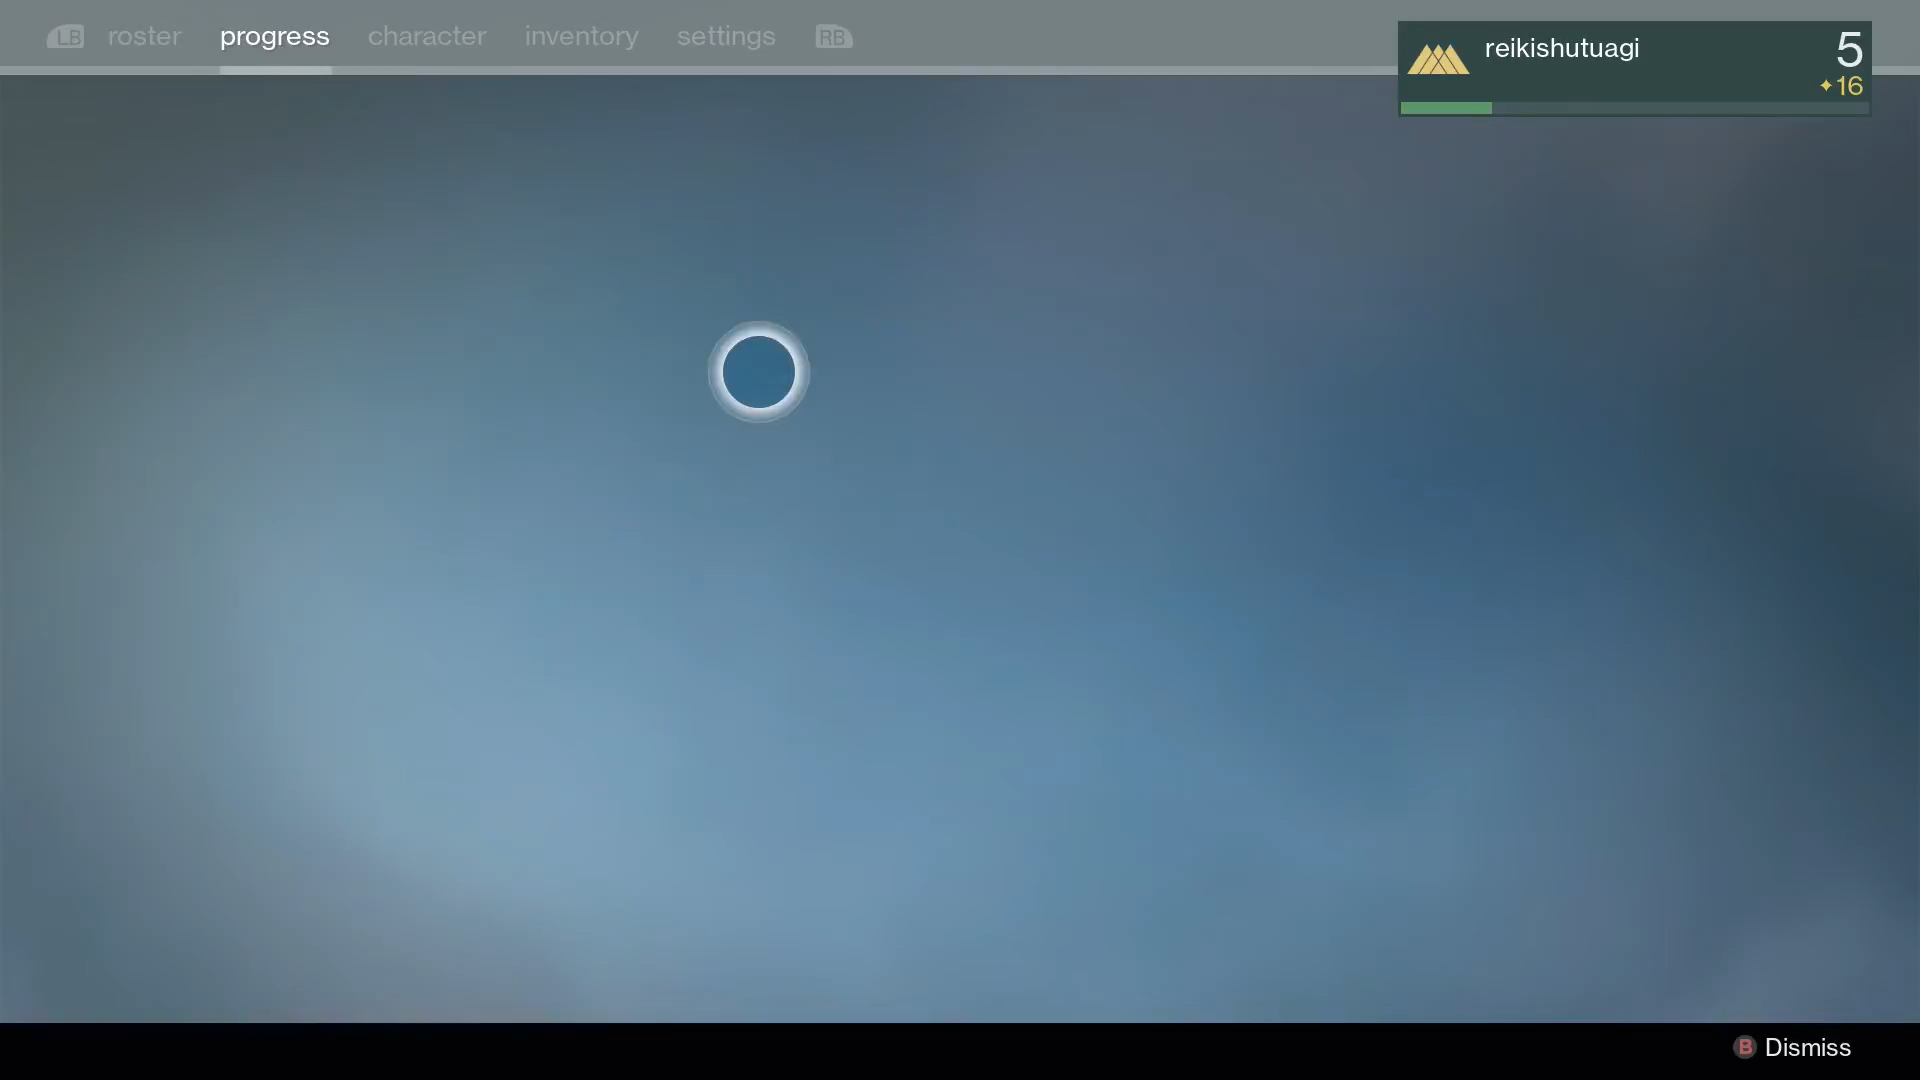 LB roster progress character inventory settings RB
reikishutuagi 5
✦16
B Dismiss